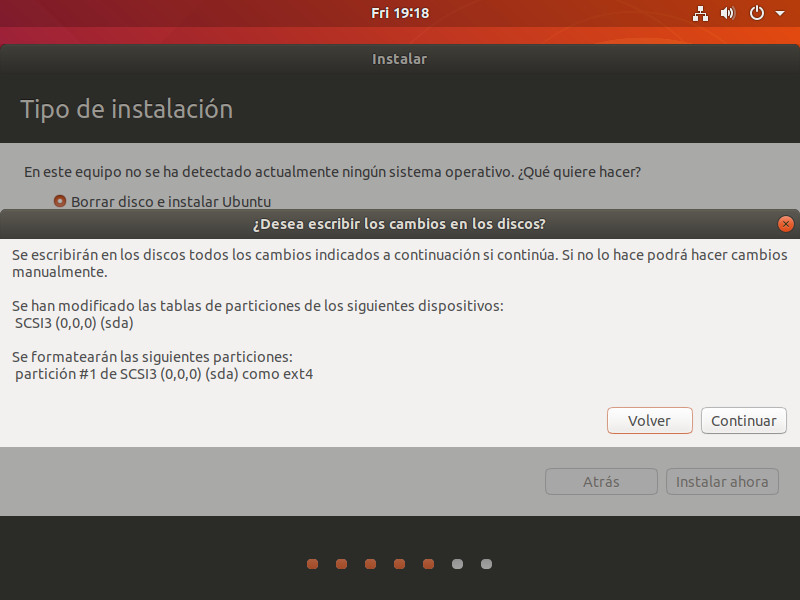 Fri 19:18
Instalar
Tipo de instalación
En este equipo no se ha detectado actualmente ningún sistema operativo. ¿Qué quiere hacer?
Borrar disco e instalar Ubuntu
¿Desea escribir los cambios en los discos?
Se escribirán en los discos todos los cambios indicados a continuación si continúa. Si no lo hace podrá hacer cambios
manualmente.
Se han modificado las tablas de particiones de los siguientes dispositivos:
SCSI3 (0,0,0) (sda)
Se formatearán las siguientes particiones:
partición #1 de SCSI3 (0,0,0) (sda) como ext4
Volver
Continuar
Atrás
Instalar ahora